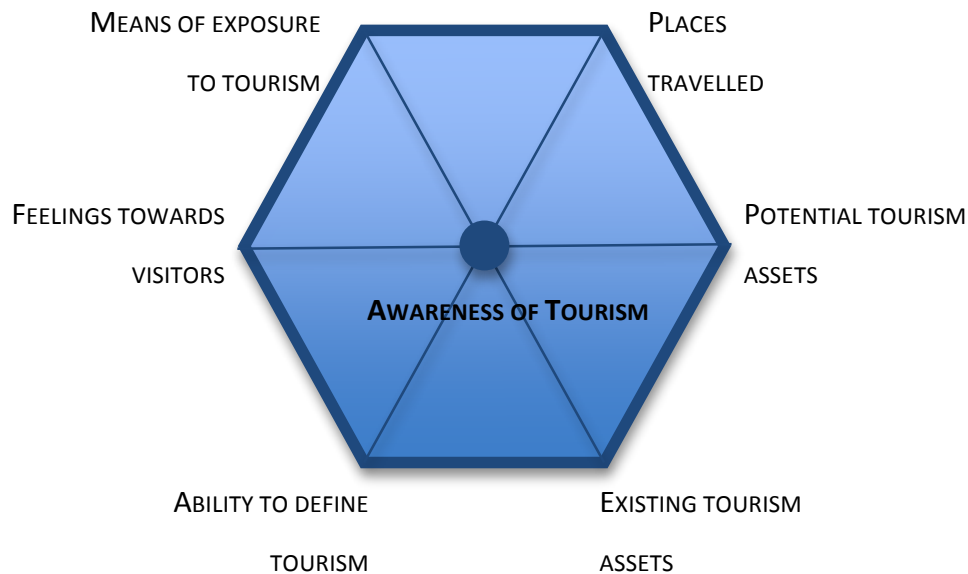 MEANS OF EXPOSURE
TO TOURISM
PLACES
TRAVELLED
FEELINGS TOWARDS
VISITORS
POTENTIAL TOURISM
ASSETS
AWARENESS OF TOURISM
ABILITY TO DEFINE
TOURISM
EXISTING TOURISM
ASSETS